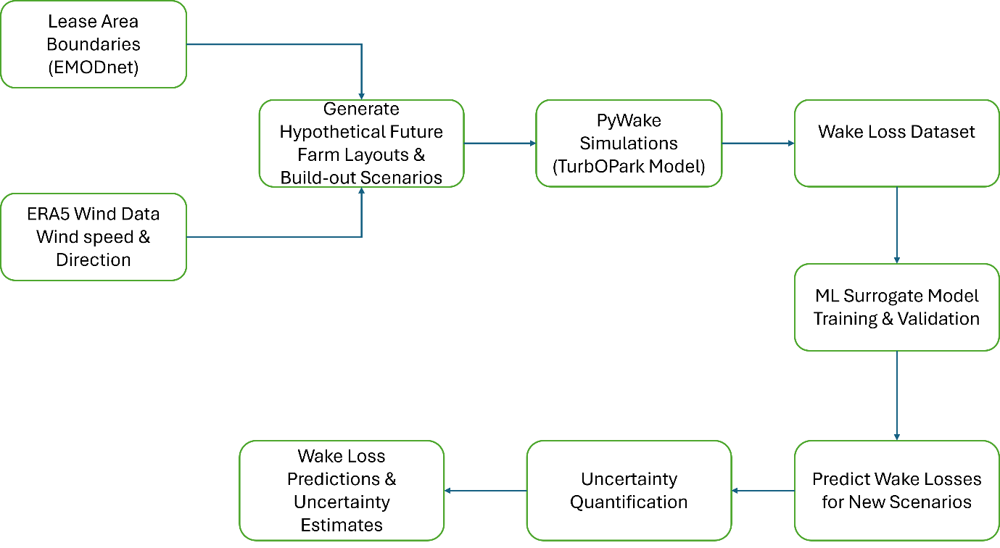 Lease Area
Boundaries
(EMODnet)
ERA5 Wind Data
Wind speed &
Direction
Generate
Hypothetical Future
Farm Layouts &
Build-out Scenarios
PyWake
Simulations
(TurbOPark Model)
Wake Loss Dataset
ML Surrogate Model
Training & Validation
Predict Wake Losses
for New Scenarios
Uncertainty
Quantification
Wake Loss
Predictions &
Uncertainty
Estimates